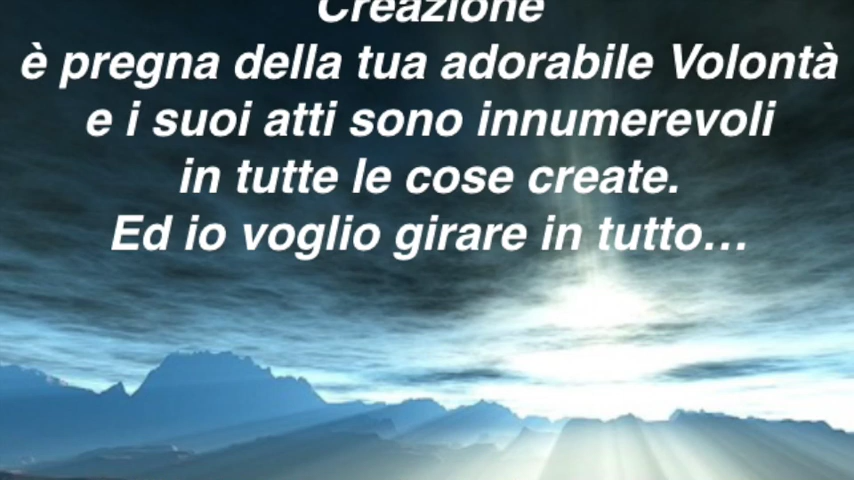 Creazione
è pregna della tua adorabile Volontà
e i suoi atti sono innumerevoli
in tutte le cose create.
Ed io voglio girare in tutto...